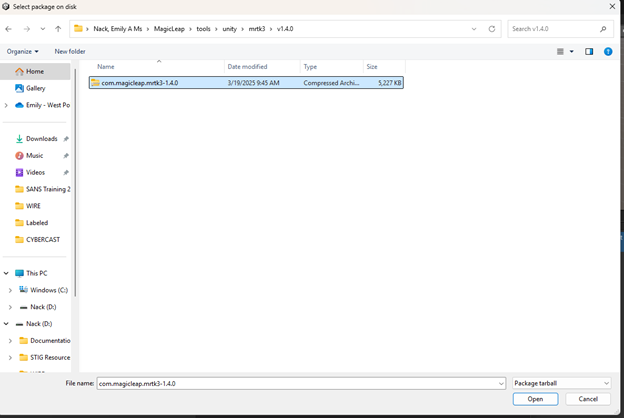 Select package on disk
Nack, Emily A Ms > MagicLeap > tools > unity > mrtk3 > v1.4.0
Search v1.4.0
Organize
New folder
Home
Gallery
Emily - West Po
Downloads
Music
Videos
SANS Training 2
WIRE
Labeled
CYBERCAST
This PC
Windows (C:)
Nack (D:)
Nack (D:)
Documentatio
STIG Resource
Name Date modified Type Size
com.magicleap.mrtk3-1.4.0 3/19/2025 9:45 AM Compressed Archi... 5,227 KB
File name: com.magicleap.mrtk3-1.4.0
Package tarball
Open
Cancel